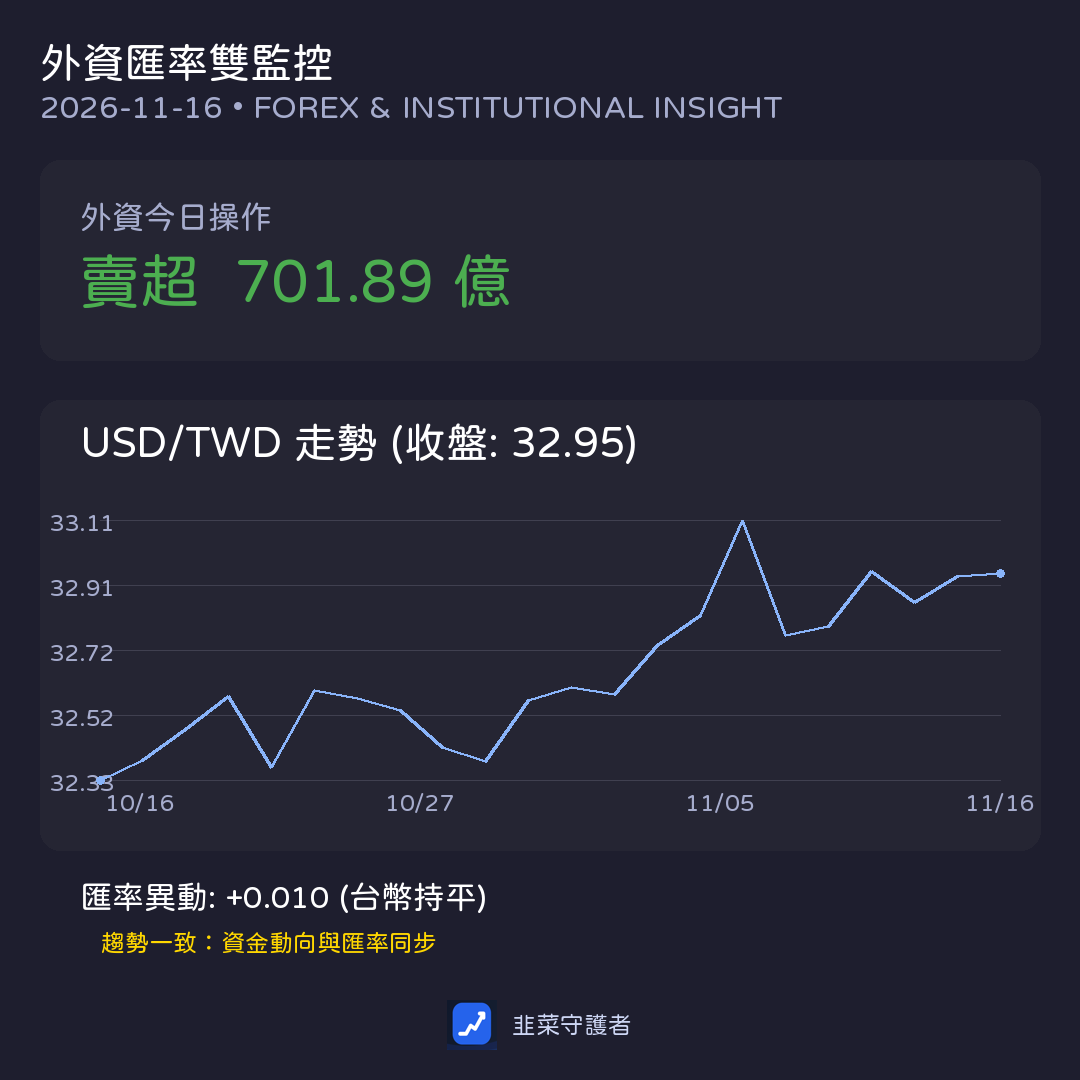 外資匯率雙監控
2026-11-16 • FOREX & INSTITUTIONAL INSIGHT
外資今日操作
賣超 701.89 億
USD/TWD 走勢 (收盤: 32.95)
33.11
32.91
32.72
32.52
32.33
10/16 10/27 11/05 11/16
匯率異動: +0.010 (台幣持平)
趨勢一致：資金動向與匯率同步
韭菜守護者